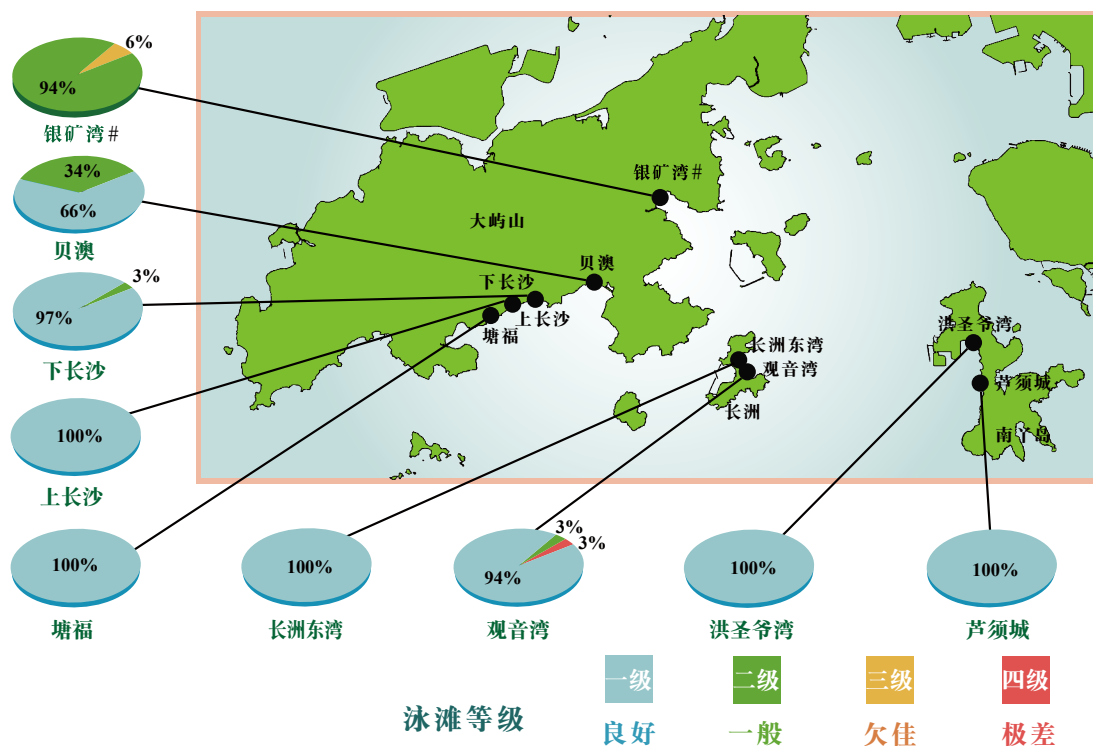 6%
94%
银矿湾#
34%
66%
贝澳
3%
97%
下长沙
100%
上长沙
100%
塘福
100%
长洲东湾
3%
3%
94%
观音湾
100%
洪圣爷湾
100%
芦须城
银矿湾#
大屿山
贝澳
下长沙
上长沙
塘福
长洲东湾
观音湾
长洲
洪圣爷湾
芦须城
南丫岛
泳滩等级
一级 二级 三级 四级
良好 一般 欠佳 极差